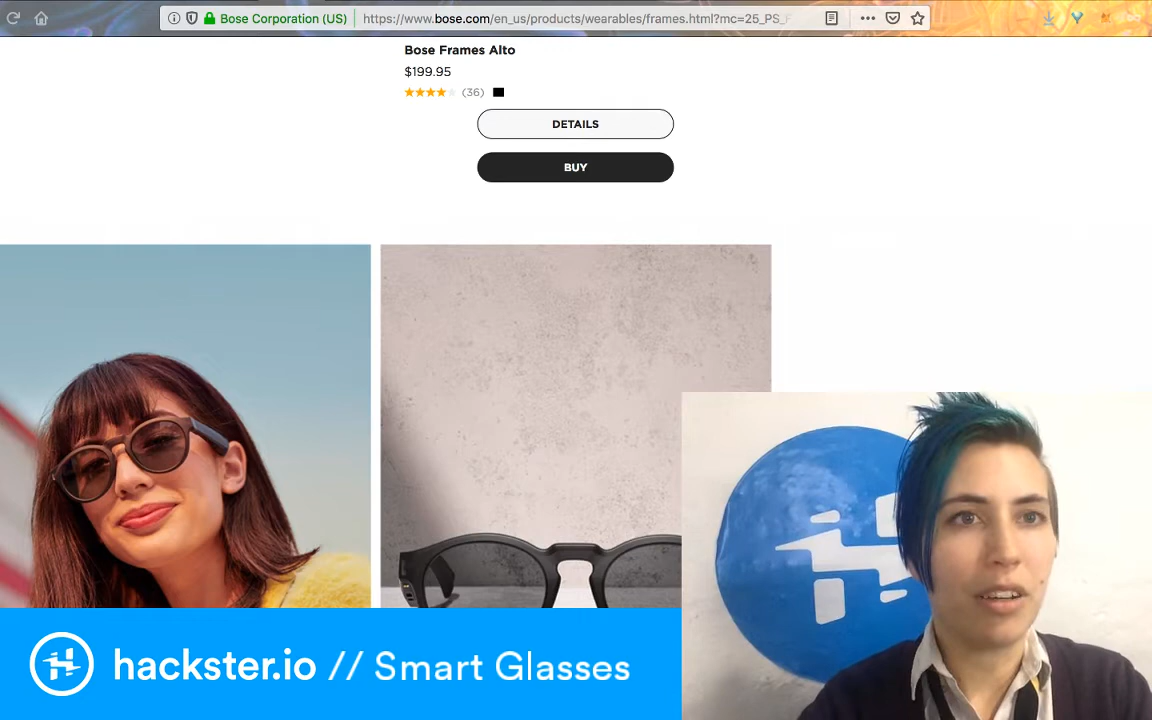 Bose Corporation (US)
https://www.bose.com/en_us/products/wearables/frames.html?mc=25_PS_
Bose Frames Alto
$199.95
(36)
DETAILS
BUY
hackster.io // Smart Glasses